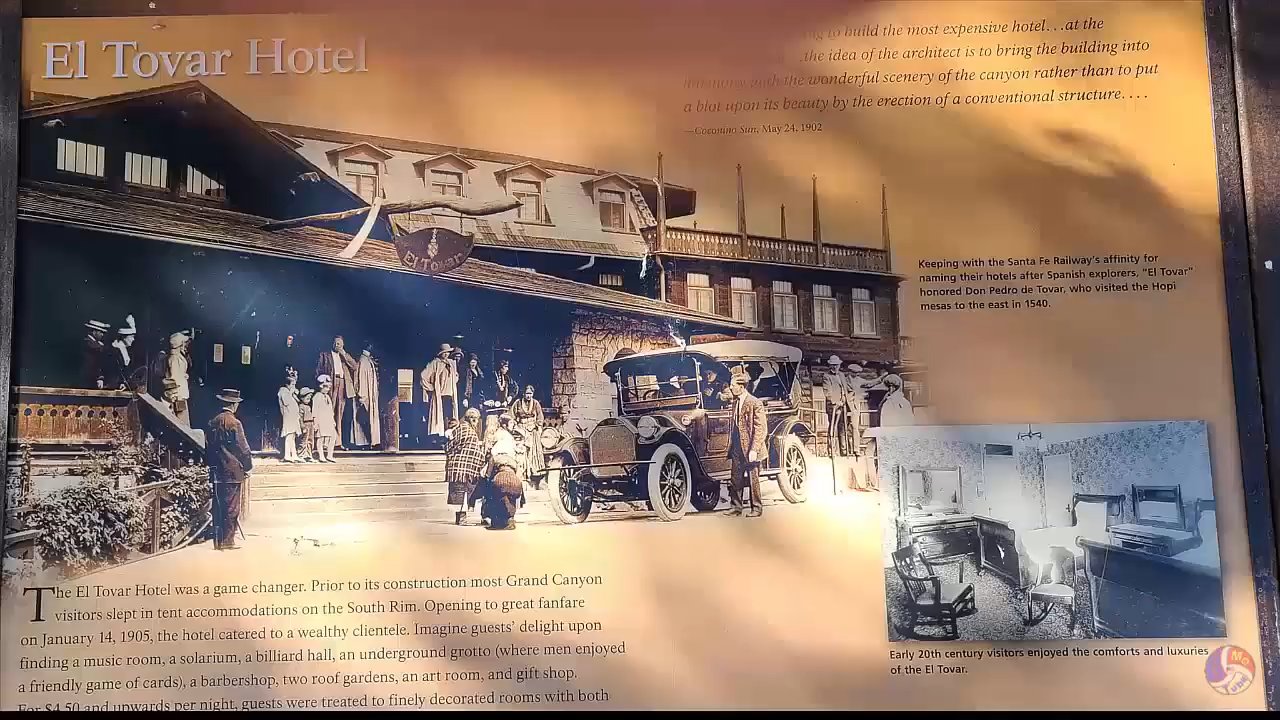 El Tovar Hotel
to build the most expensive hotel...at the
.the idea of the architect is to bring the building into
the wonderful scenery of the canyon rather than to put
a blot upon its beauty by the erection of a conventional structure....
—Coconino Sun, May 24, 1902
El Tovar
Keeping with the Santa Fe Railway's affinity for
naming their hotels after Spanish explorers, "El Tovar"
honored Don Pedro de Tovar, who visited the Hopi
mesas to the east in 1540.
The El Tovar Hotel was a game changer. Prior to its construction most Grand Canyon
visitors slept in tent accommodations on the South Rim. Opening to great fanfare
on January 14, 1905, the hotel catered to a wealthy clientele. Imagine guests' delight upon
finding a music room, a solarium, a billiard hall, an underground grotto (where men enjoyed
a friendly game of cards), a barbershop, two roof gardens, an art room, and gift shop.
For $4.50 and upwards per night, guests were treated to finely decorated rooms with both
Early 20th century visitors enjoyed the comforts and luxuries
of the El Tovar.
Mo
Tube